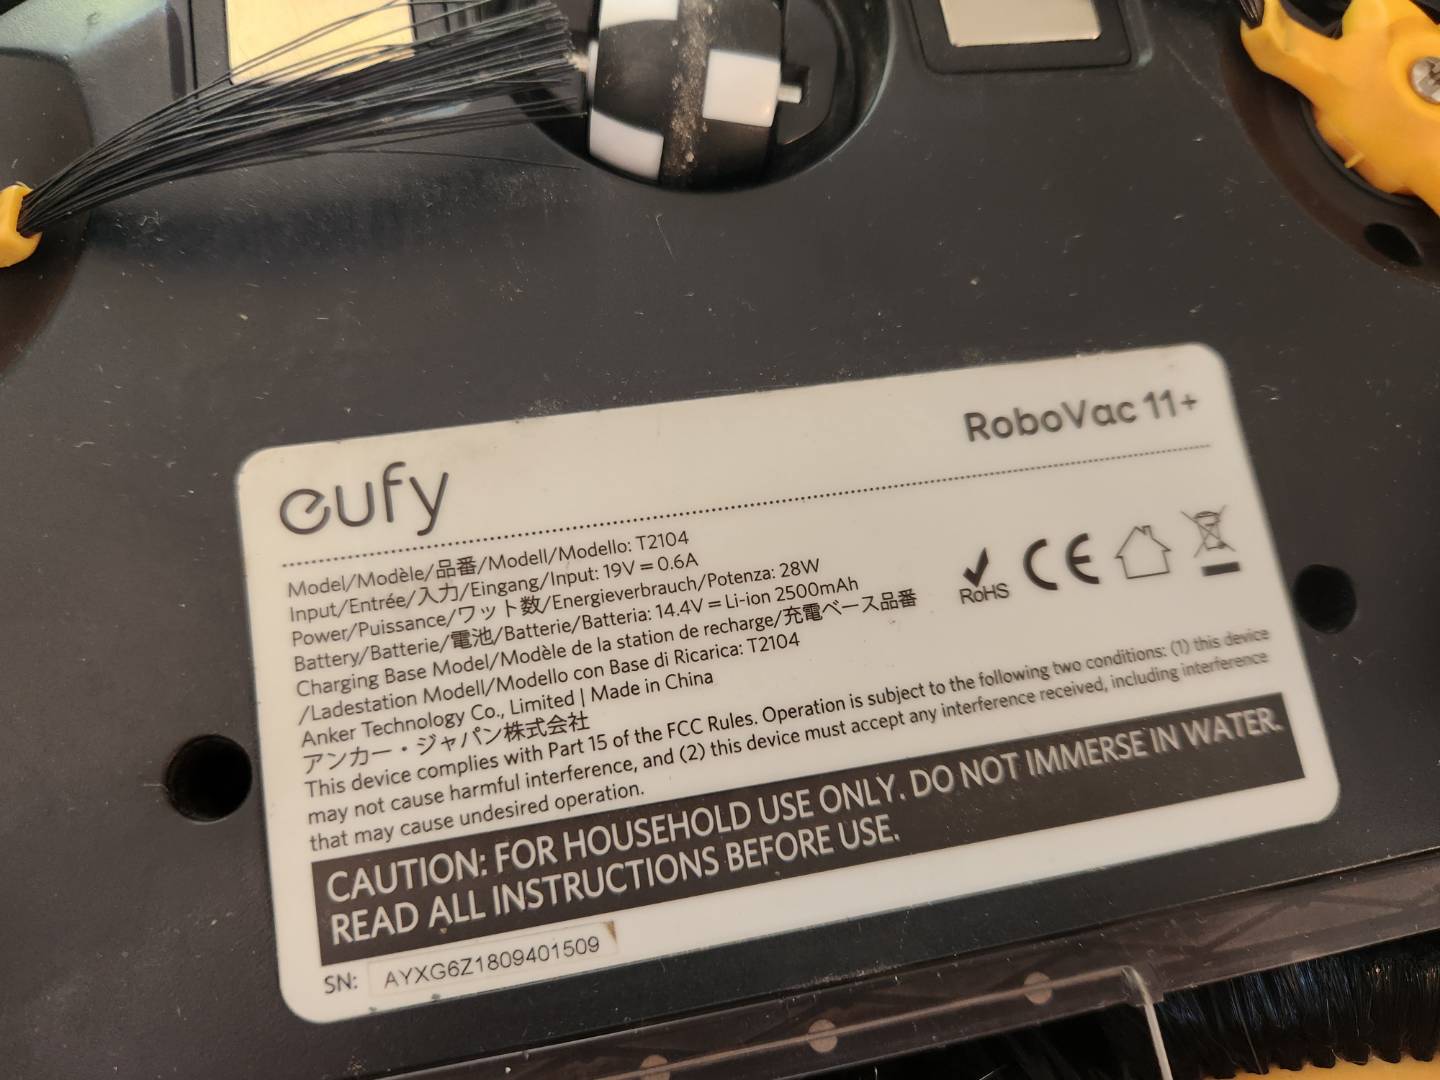 eufy
RoboVac 11+
Model/Modèle/品番/Modell/Modello: T2104
Input/Entrée/入力/Eingang/Input: 19V = 0.6A
Power/Puissance/ワット数/Energieverbrauch/Potenza: 28W
Battery/Batterie/電池/Batterie/Batteria: 14.4V = Li-ion 2500mAh
Charging Base Model/Modèle de la station de recharge/充電ベース品番
/Ladestation Modell/Modello con Base di Ricarica: T2104
Anker Technology Co., Limited | Made in China
アンカー・ジャパン株式会社
RoHS
CE
This device complies with Part 15 of the FCC Rules. Operation is subject to the following two conditions: (1) this device
may not cause harmful interference, and (2) this device must accept any interference received, including interference
that may cause undesired operation.
CAUTION: FOR HOUSEHOLD USE ONLY. DO NOT IMMERSE IN WATER.
READ ALL INSTRUCTIONS BEFORE USE.
SN: AYXG6Z1809401509